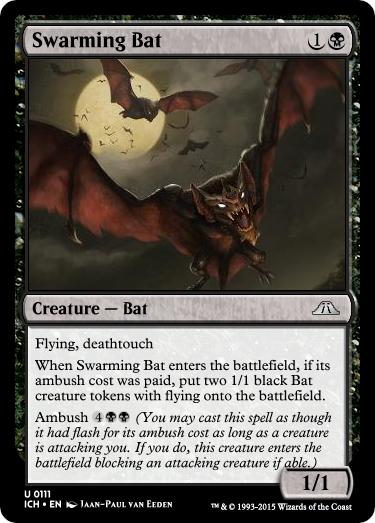 Swarming Bat 1
Creature — Bat
Flying, deathtouch
When Swarming Bat enters the battlefield, if its
ambush cost was paid, put two 1/1 black Bat
creature tokens with flying onto the battlefield.
Ambush 4 (You may cast this spell as though
it had flash for its ambush cost as long as a creature
is attacking you. If you do, this creature enters the
battlefield blocking an attacking creature if able.)
1/1
U 0111
ICH • EN Jaan-Paul van Eeden
™ & © 1993-2015 Wizards of the Coast